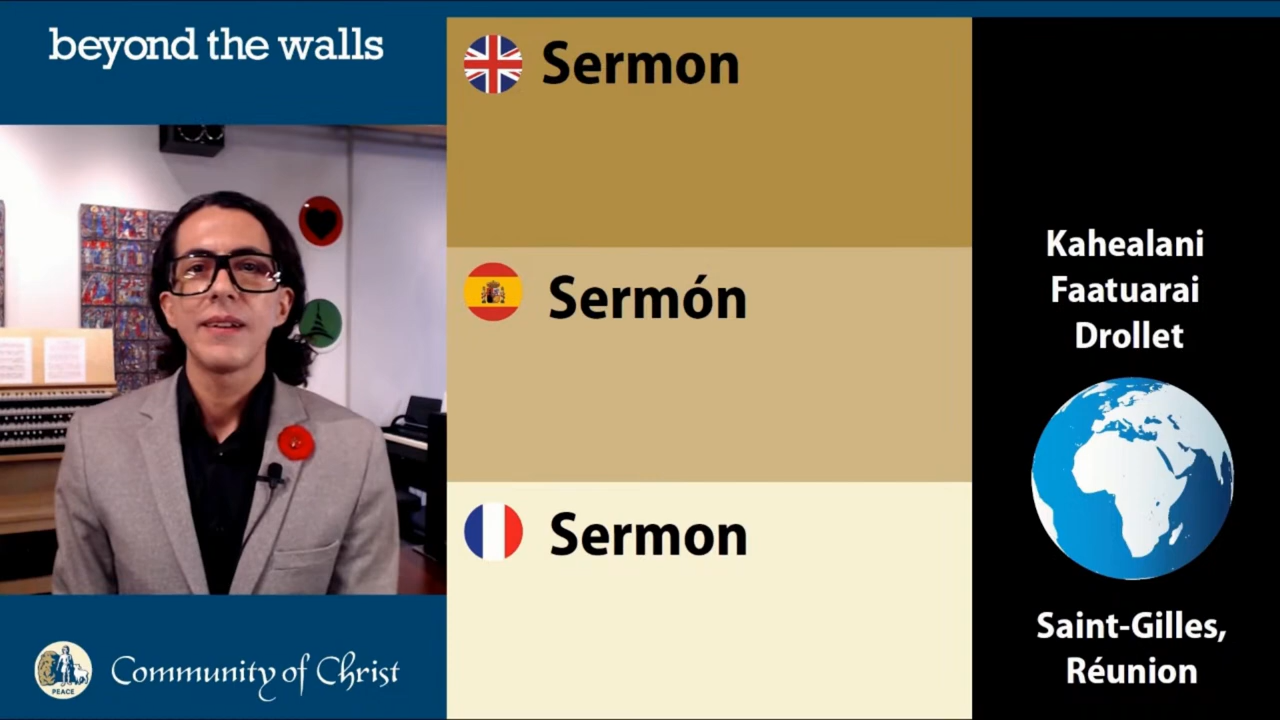 beyond the walls
Sermon
Sermón
Sermon
Kahealani
Faatuarai
Drollet
Saint-Gilles,
Réunion
PEACE
Community of Christ